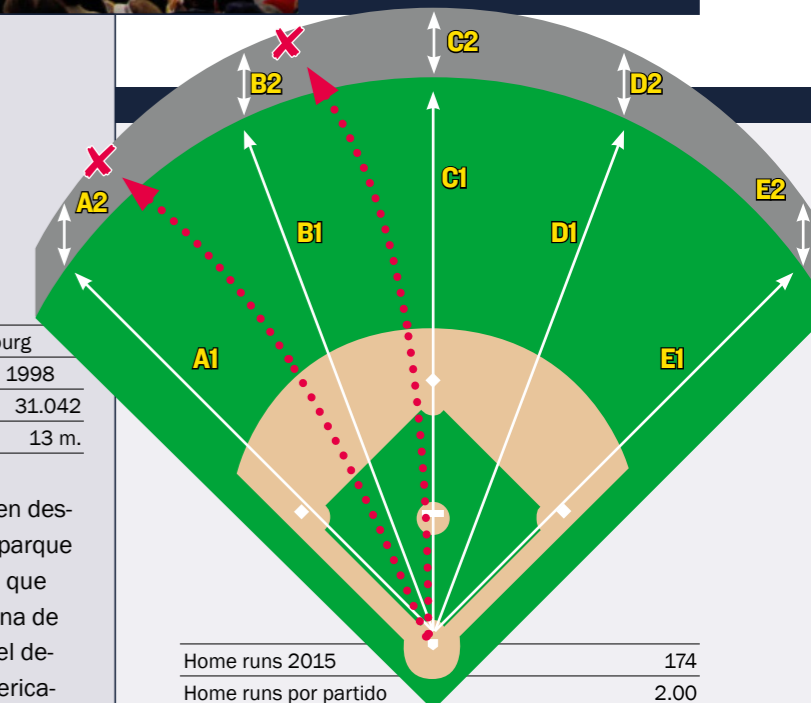 burg
1998
31.042
13 m.
en des-
parque
que
na de
el de-
erica-
C2
B2
D2
A2
E2
C1
B1
D1
A1
E1
Home runs 2015 174
Home runs por partido 2.00